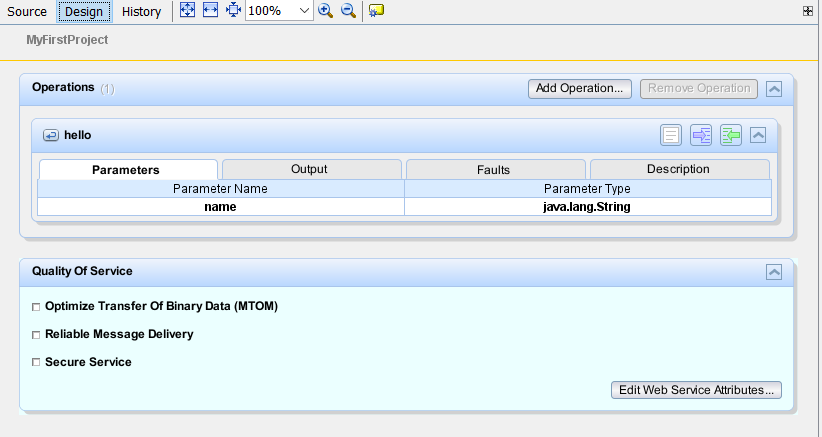 Source Design History 100%
MyFirstProject
Operations (1) Add Operation... Remove Operation
hello
Parameters Output Faults Description
Parameter Name Parameter Type
name java.lang.String
Quality Of Service
Optimize Transfer Of Binary Data (MTOM)
Reliable Message Delivery
Secure Service
Edit Web Service Attributes...